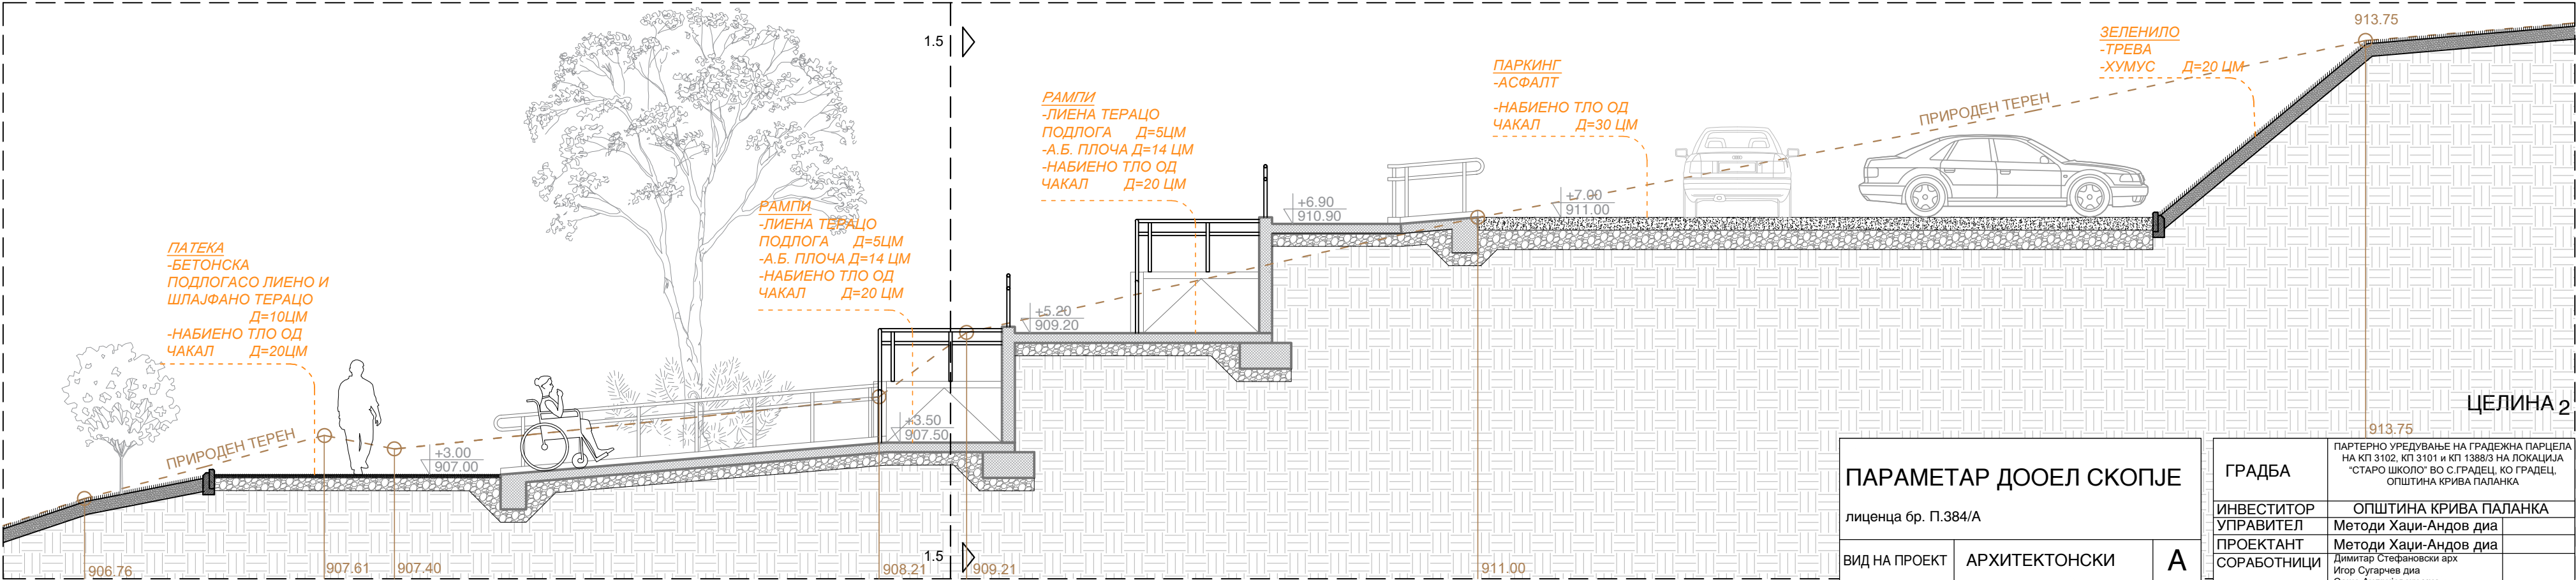 1.5
913.75
ЗЕЛЕНИЛО
-ТРЕВА
-ХУМУС Д=20 ЦМ
ПАРКИНГ
-АСФАЛТ
-НАБИЕНО ТЛО ОД
ЧАКАЛ Д=30 ЦМ
ПРИРОДЕН ТЕРЕН
РАМПИ
-ЛИЕНА ТЕРАЦО
ПОДЛОГА Д=5ЦМ
-А.Б. ПЛОЧА Д=14 ЦМ
-НАБИЕНО ТЛО ОД
ЧАКАЛ Д=20 ЦМ
РАМПИ
-ЛИЕНА ТЕРАЦО
ПОДЛОГА Д=5ЦМ
-А.Б. ПЛОЧА Д=14 ЦМ
-НАБИЕНО ТЛО ОД
ЧАКАЛ Д=20 ЦМ
ПАТЕКА
-БЕТОНСКА
ПОДЛОГАСО ЛИЕНО И
ШЛАЈФАНО ТЕРАЦО
Д=10ЦМ
-НАБИЕНО ТЛО ОД
ЧАКАЛ Д=20ЦМ
+6.90
910.90
+7.00
911.00
+5.20
909.20
+3.50
907.50
+3.00
907.00
ПРИРОДЕН ТЕРЕН
906.76
907.61
907.40
908.21
1.5
909.21
911.00
913.75
ЦЕЛИНА 2
ПАРАМЕТАР ДООЕЛ СКОПЈЕ
лиценца бр. П.384/А
ВИД НА ПРОЕКТ АРХИТЕКТОНСКИ А
ГРАДБА
ПАРТЕРНО УРЕДУВАЊЕ НА ГРАДЕЖНА ПАРЦЕЛА
НА КП 3102, КП 3101 и КП 1388/3 НА ЛОКАЦИЈА
"СТАРО ШКОЛО" ВО С.ГРАДЕЦ, КО ГРАДЕЦ,
ОПШТИНА КРИВА ПАЛАНКА
ИНВЕСТИТОР ОПШТИНА КРИВА ПАЛАНКА
УПРАВИТЕЛ Методи Хаџи-Андов диа
ПРОЕКТАНТ Методи Хаџи-Андов диа
СОРАБОТНИЦИ Димитар Стефановски арх
Игор Сугарчев диа